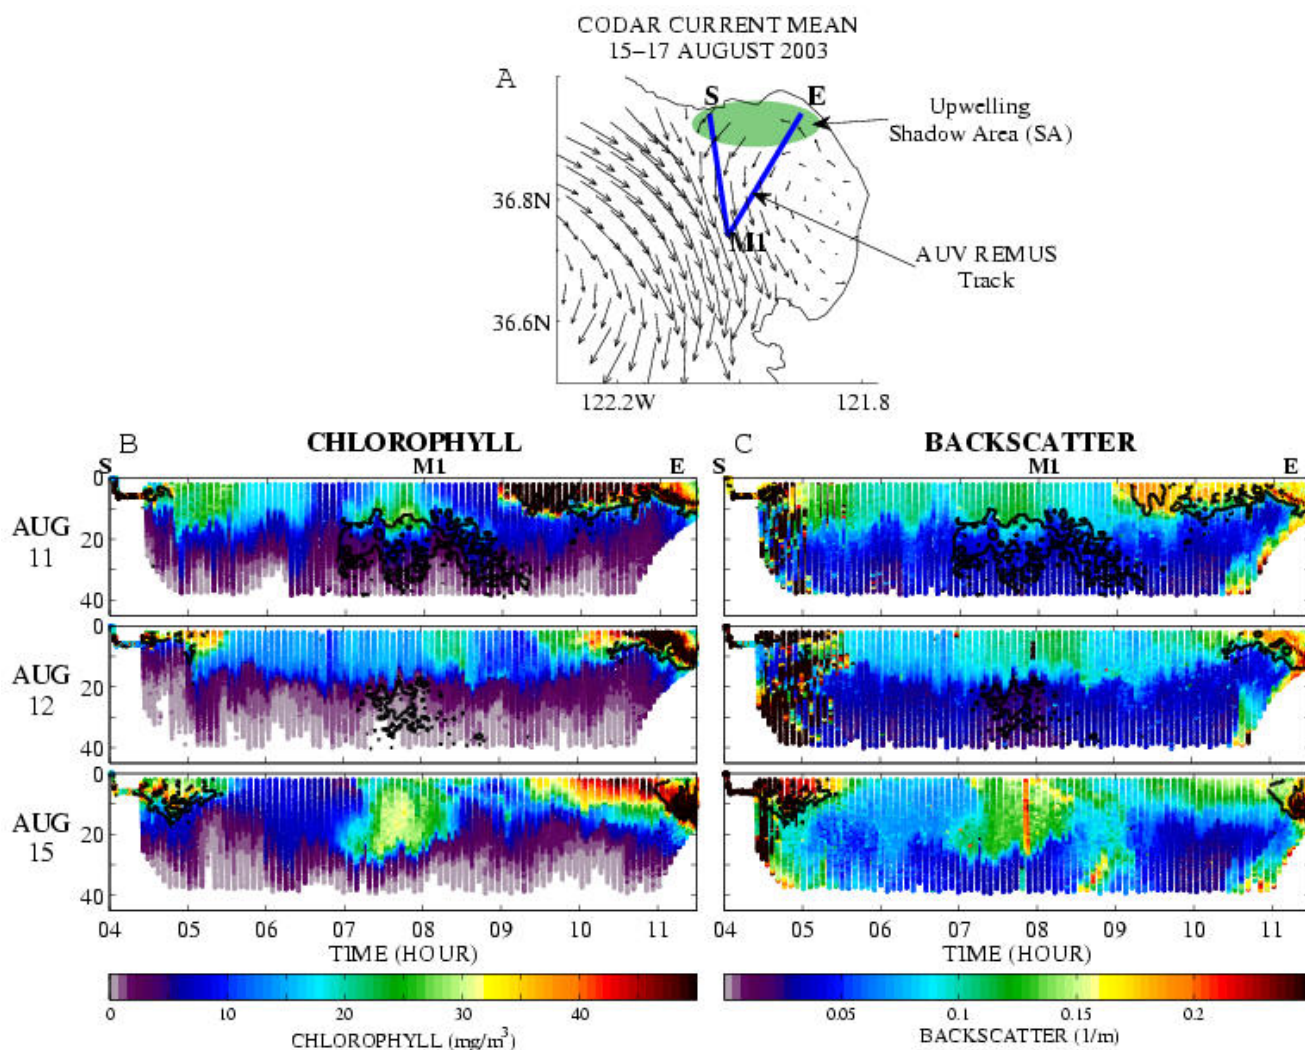 CODAR CURRENT MEAN
15–17 AUGUST 2003
A
S
E
Upwelling
Shadow Area (SA)
36.8N
M1
AUV REMUS
Track
36.6N
122.2W
121.8
B
CHLOROPHYLL
C
BACKSCATTER
S
M1
E
S
M1
E
0
20
40
AUG
11
0
20
40
AUG
12
0
20
40
AUG
15
04 05 06 07 08 09 10 11
TIME (HOUR)
04 05 06 07 08 09 10 11
TIME (HOUR)
0 10 20 30 40
CHLOROPHYLL (mg/m³)
0.05 0.1 0.15 0.2
BACKSCATTER (1/m)